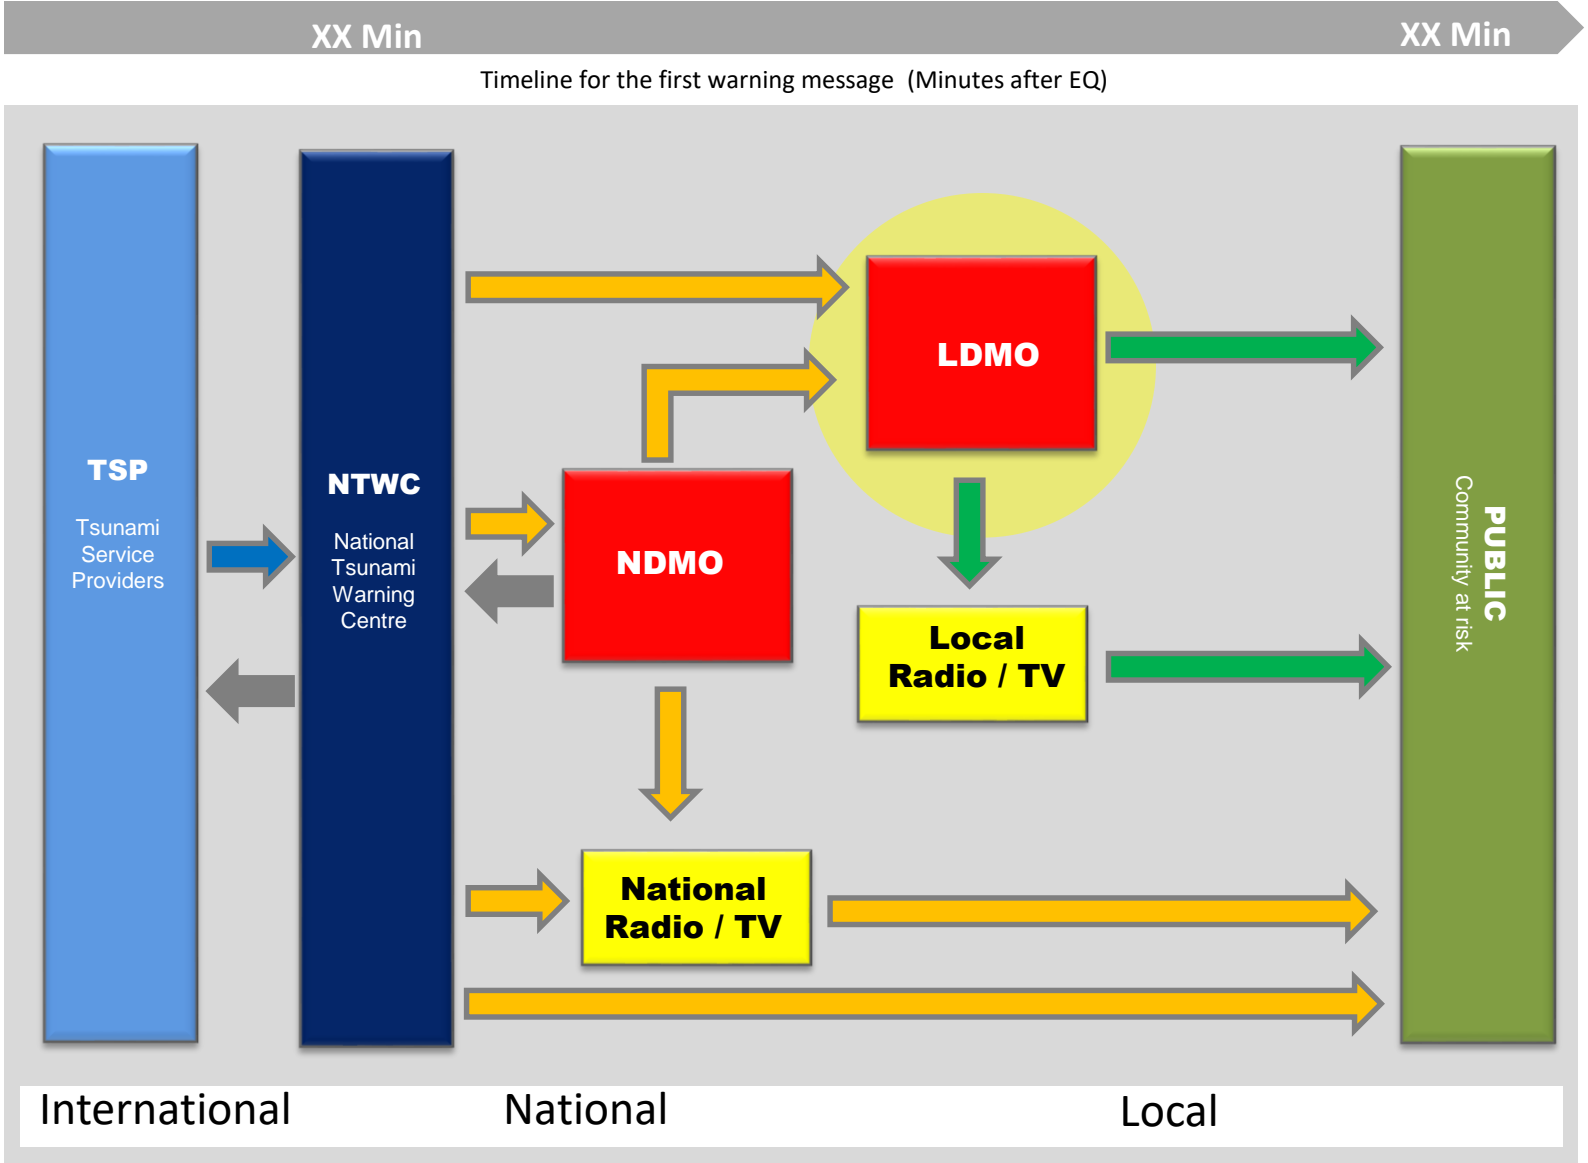 XX Min
XX Min
Timeline for the first warning message (Minutes after EQ)
TSP
Tsunami
Service
Providers
NTWC
National
Tsunami
Warning
Centre
NDMO
LDMO
Local
Radio / TV
National
Radio / TV
PUBLIC
Community at risk
International
National
Local